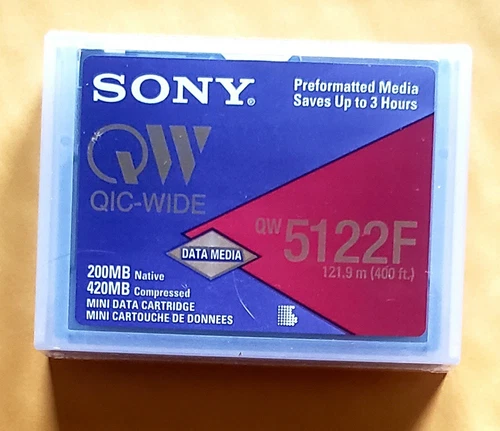 SONY®
Preformatted Media
Saves Up to 3 Hours
QW
QIC-WIDE
QW 5122F
121.9 m (400 ft.)
DATA MEDIA
200MB Native
420MB Compressed
MINI DATA CARTRIDGE
MINI CARTOUCHE DE DONNEES